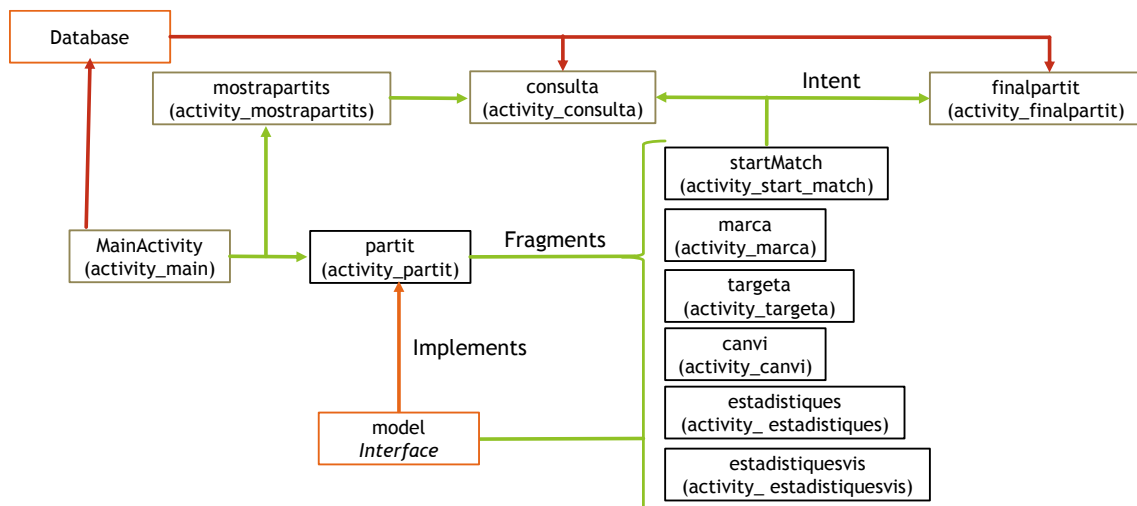 Database
mostrapartits
(activity_mostrapartits)
consulta
(activity_consulta)
Intent
finalpartit
(activity_finalpartit)
startMatch
(activity_start_match)
MainActivity
(activity_main)
partit
(activity_partit)
Fragments
marca
(activity_marca)
targeta
(activity_targeta)
Implements
canvi
(activity_canvi)
model
Interface
estadistiques
(activity_ estadistiques)
estadistiquesvis
(activity_ estadistiquesvis)